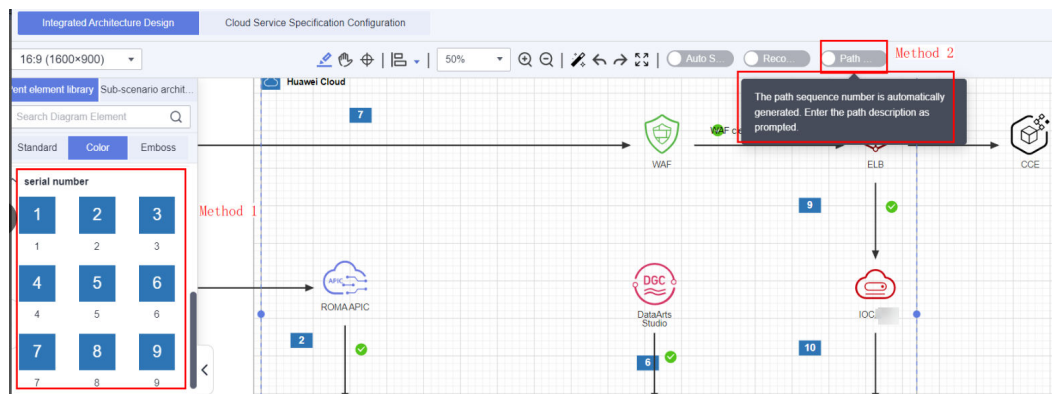 Integrated Architecture Design
Cloud Service Specification Configuration
16:9 (1600×900)
50%
Auto S...
Reco...
Path ...
Method 2
ent element library
Sub-scenario archit...
Search Diagram Element
Standard
Color
Emboss
serial number
1
2
3
1
2
3
4
5
6
4
5
6
7
8
9
7
8
9
Method 1
Huawei Cloud
7
The path sequence number is automatically
generated. Enter the path description as
prompted.
WAF
WAF
ELB
CCE
9
APIC
ROMA APIC
DGC
DataArts
Studio
IOC
2
6
10